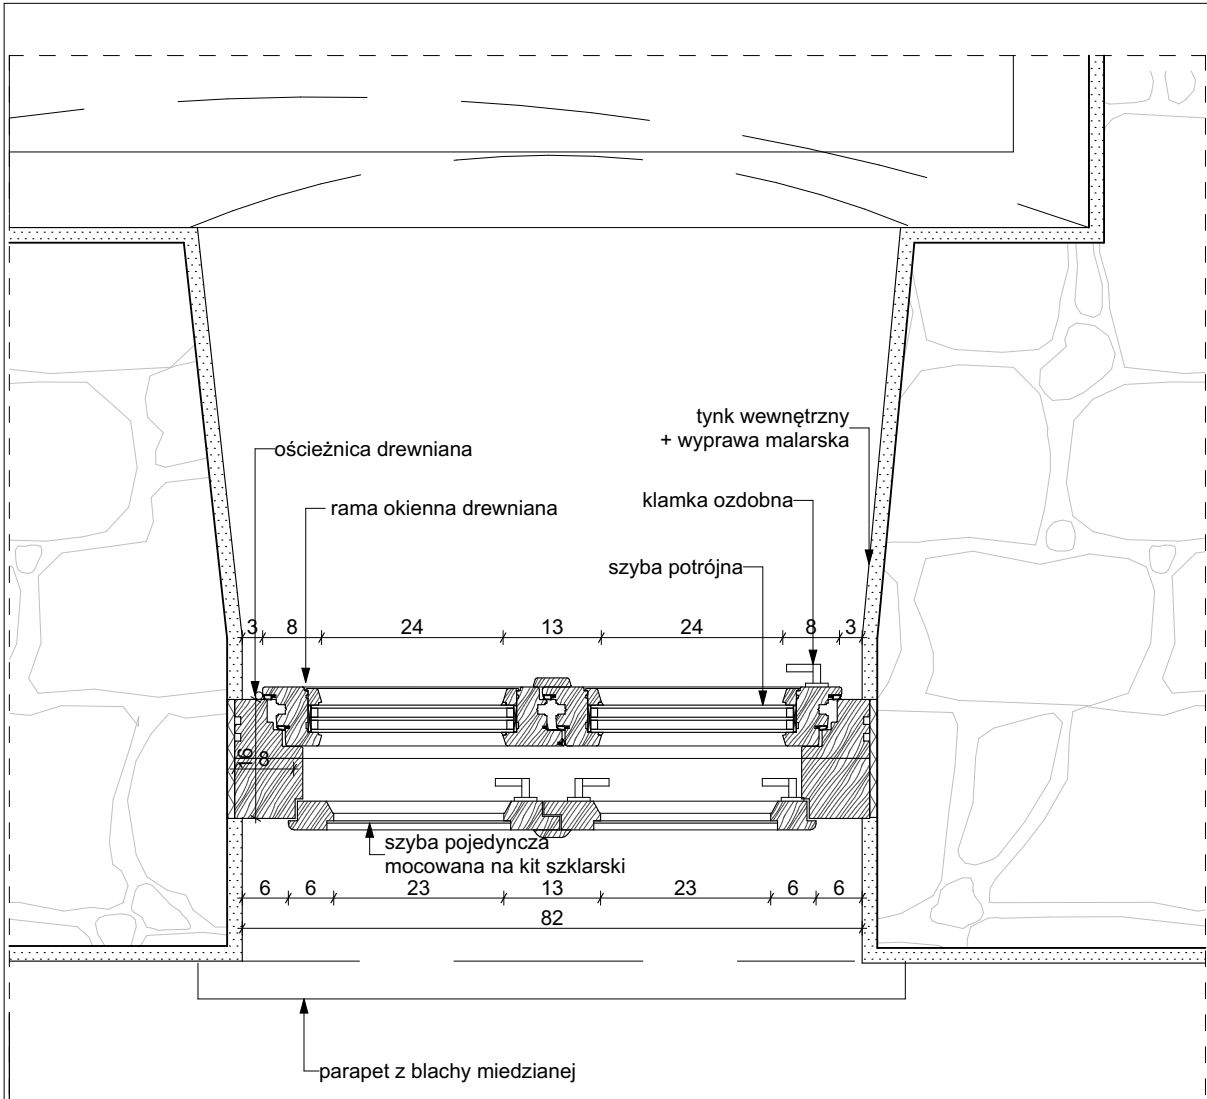 tynk wewnętrzny
+ wyprawa malarska
ościeżnica drewniana
klamka ozdobna
rama okienna drewniana
szyba potrójna
3 8 24 13 24 8 3
16
8
szyba pojedyncza
mocowana na kit szklarski
6 6 23 13 23 6 6
82
parapet z blachy miedzianej